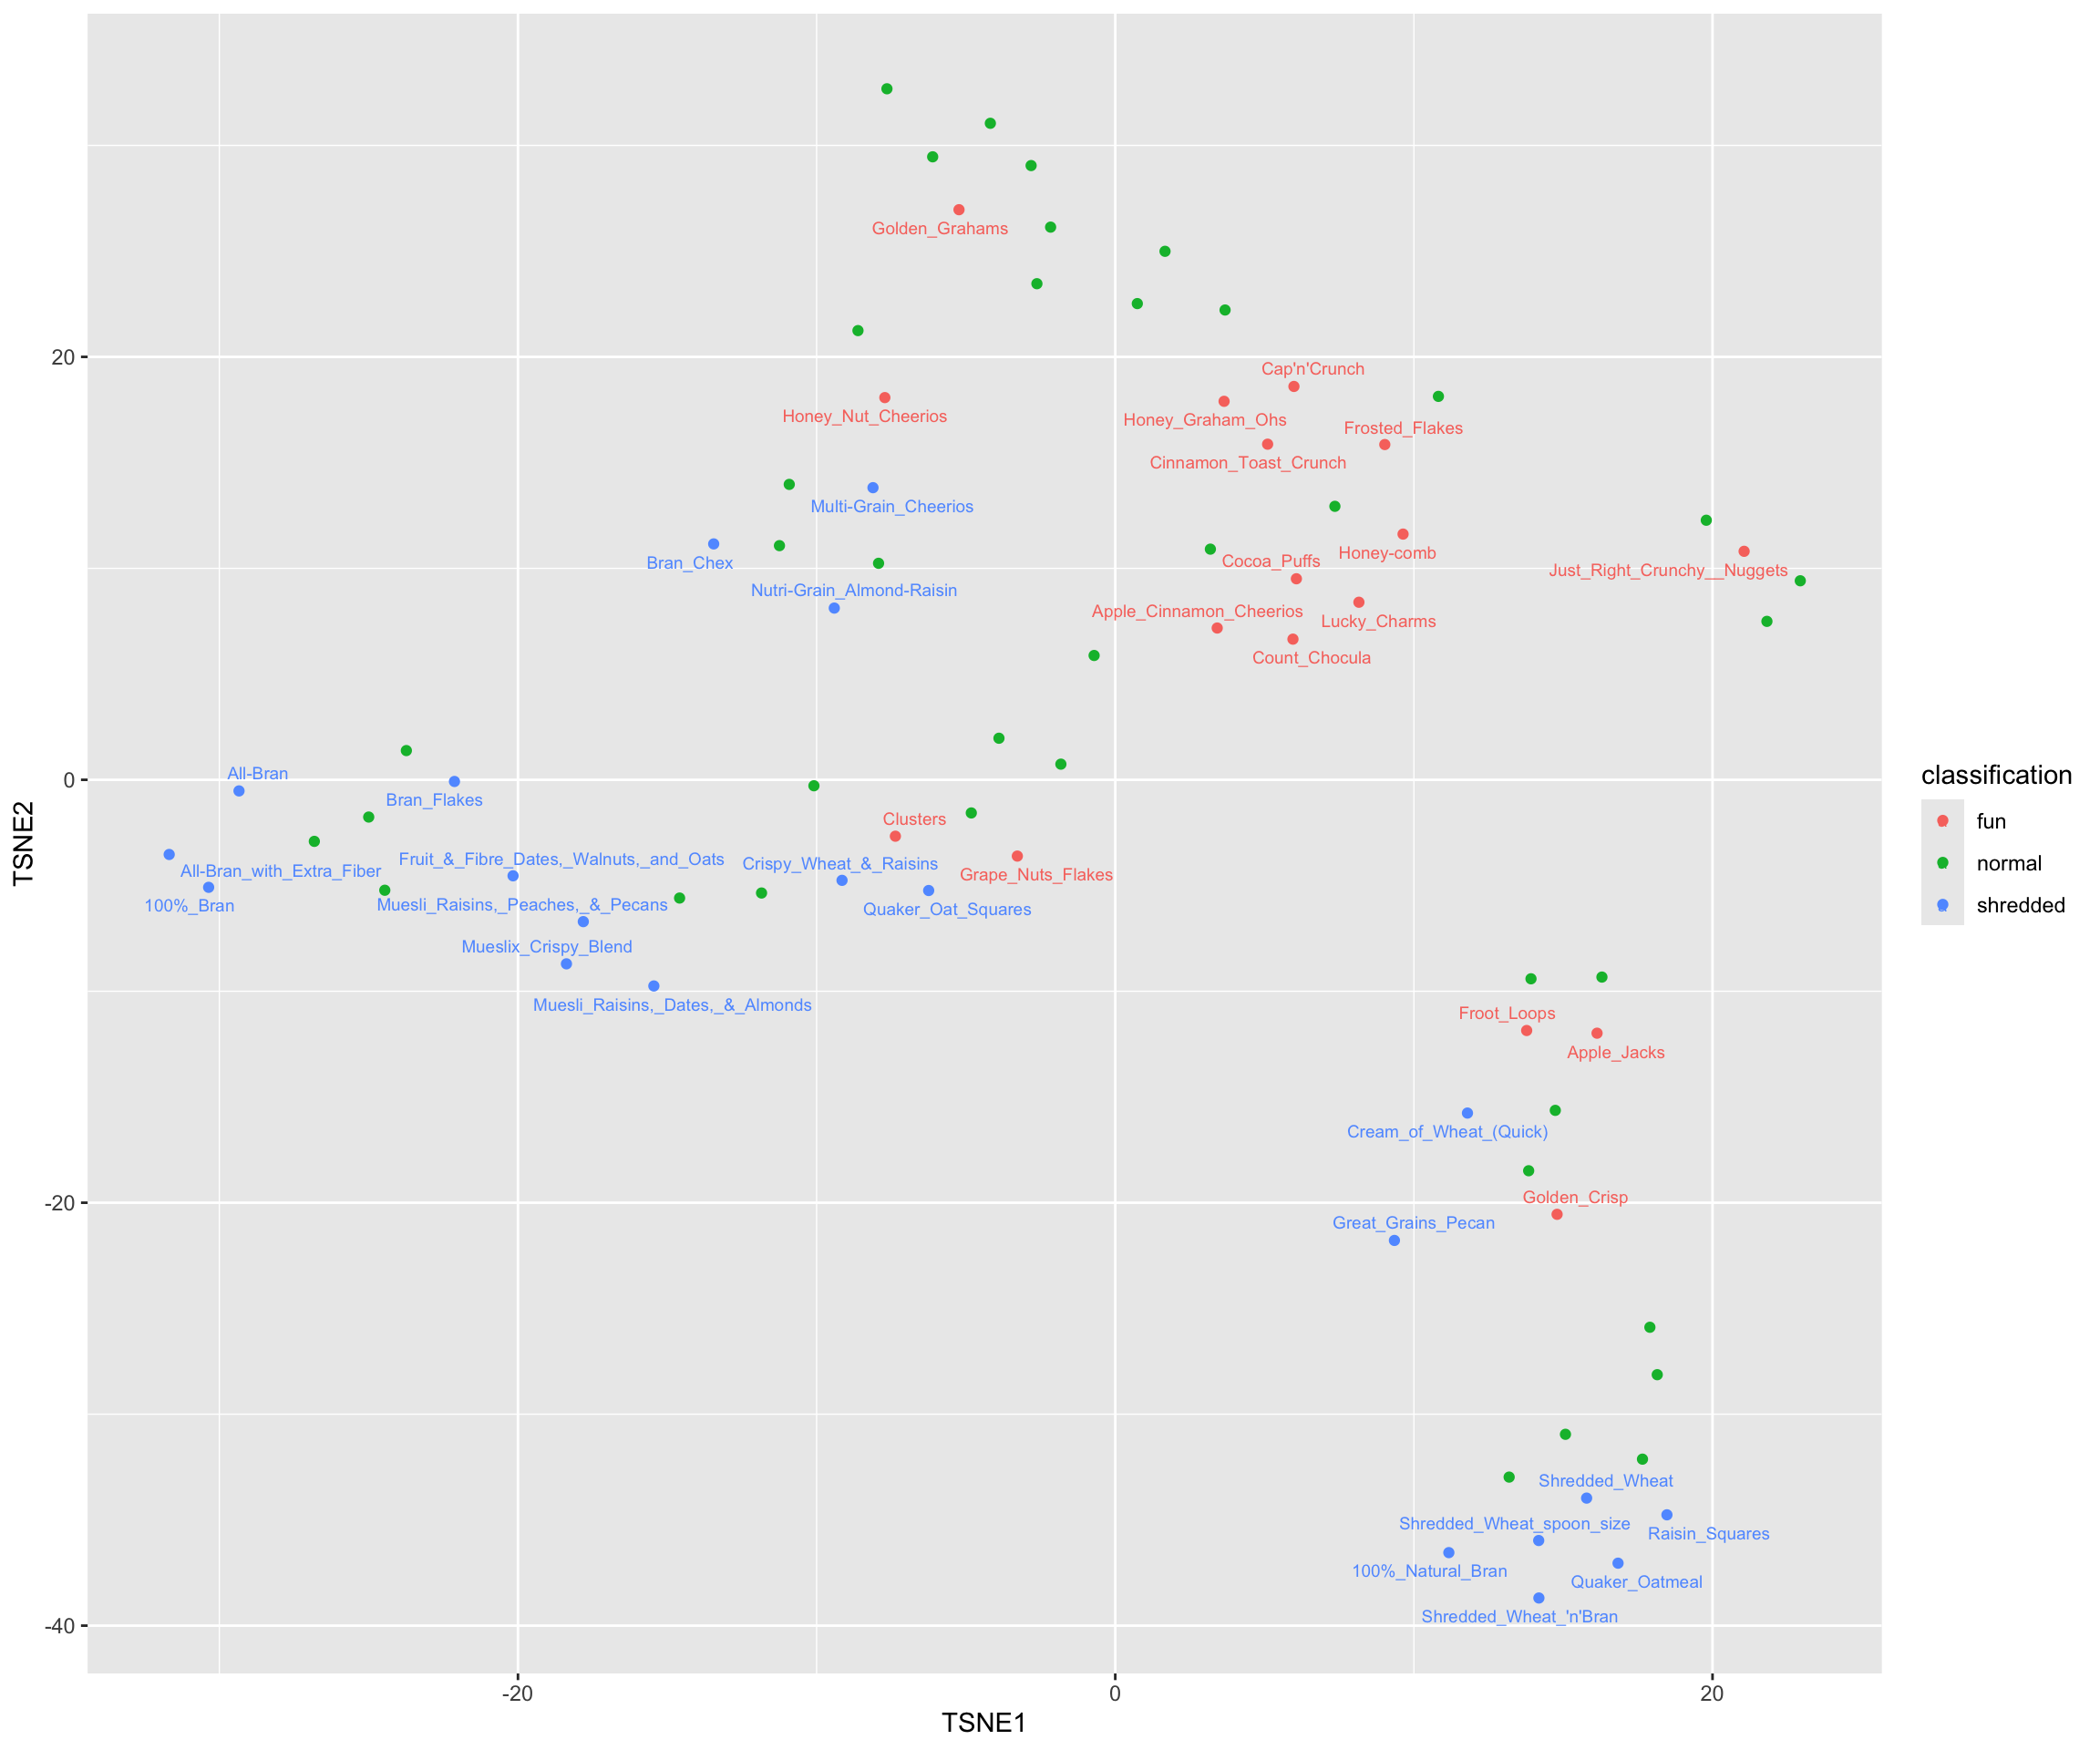 Golden_Grahams
20
Cap'n'Crunch
Honey_Nut_Cheerios
Honey_Graham_Ohs
Frosted_Flakes
Cinnamon_Toast_Crunch
Multi-Grain_Cheerios
Bran_Chex
Honey-comb
Cocoa_Puffs
Just_Right_Crunchy__Nuggets
Nutri-Grain_Almond-Raisin
Apple_Cinnamon_Cheerios
Lucky_Charms
Count_Chocula
0
All-Bran
Bran_Flakes
Clusters
All-Bran_with_Extra_Fiber
Fruit_&_Fibre_Dates,_Walnuts,_and_Oats
Crispy_Wheat_&_Raisins
Grape_Nuts_Flakes
100%_Bran
Muesli_Raisins,_Peaches,_&_Pecans
Quaker_Oat_Squares
Mueslix_Crispy_Blend
Muesli_Raisins,_Dates,_&_Almonds
Froot_Loops
Apple_Jacks
Cream_of_Wheat_(Quick)
-20
Golden_Crisp
Great_Grains_Pecan
Shredded_Wheat
Shredded_Wheat_spoon_size
Raisin_Squares
100%_Natural_Bran
Quaker_Oatmeal
Shredded_Wheat_'n'Bran
-40
-20
0
20
TSNE1
TSNE2
classification
fun
normal
shredded